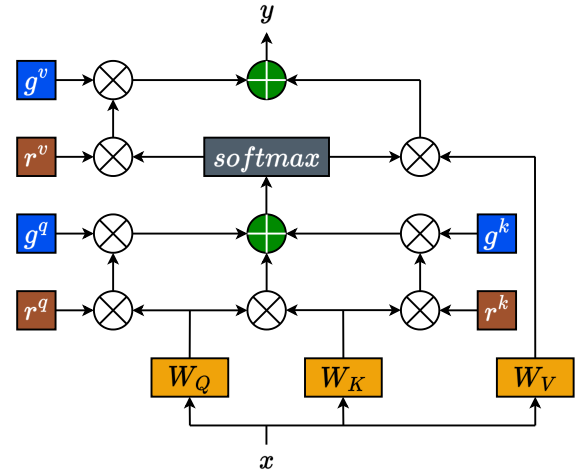 y
g^v
r^v softmax
g^q g^k
r^q r^k
W_Q W_K W_V
x